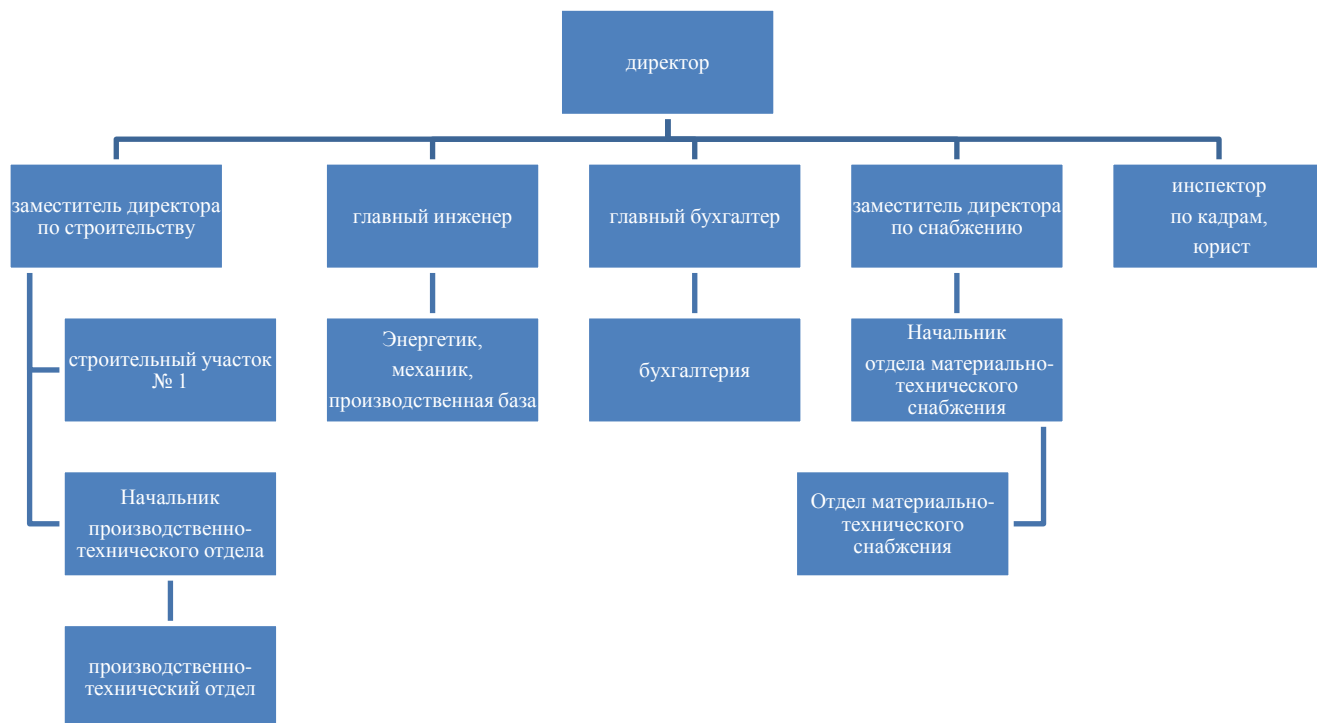 директор
заместитель директора
по строительству
главный инженер
главный бухгалтер
заместитель директора
по снабжению
инспектор
по кадрам,
юрист
строительный участок
№ 1
Энергетик,
механик,
производственная база
бухгалтерия
Начальник
отдела материально-
технического
снабжения
Начальник
производственно-
технического отдела
Отдел материально-
технического
снабжения
производственно-
технический отдел